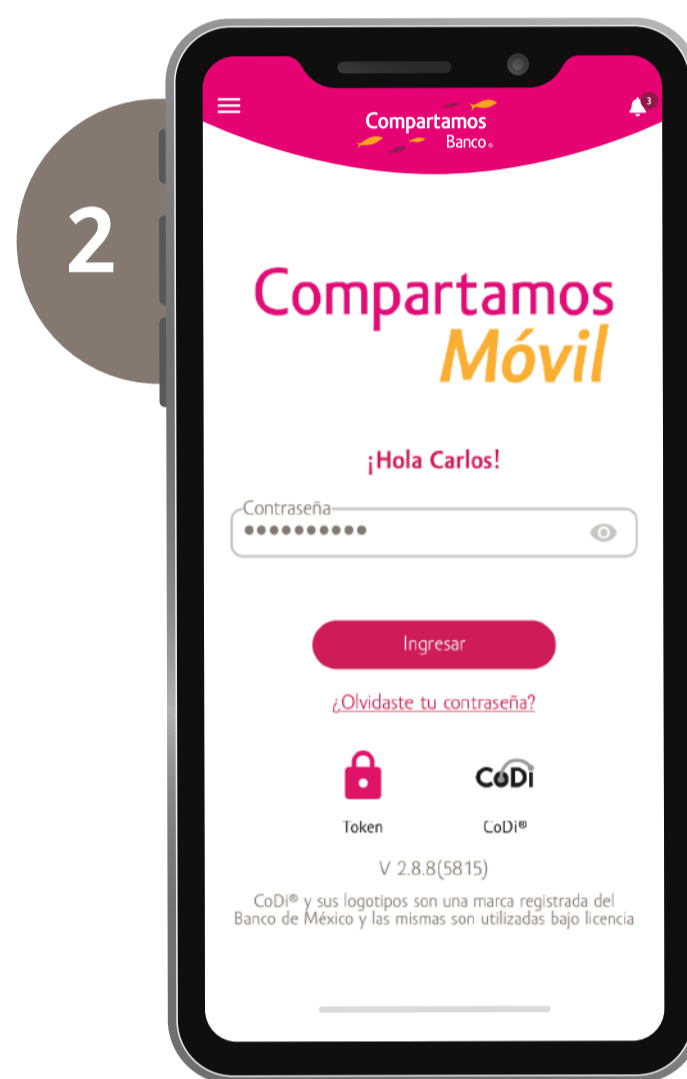 2
3
Compartamos
Banco®
Compartamos
Móvil
¡Hola Carlos!
Contraseña
••••••••••
Ingresar
¿Olvidaste tu contraseña?
CoDi
Token
CoDi®
V 2.8.8(5815)
CoDi® y sus logotipos son una marca registrada del
Banco de México y las mismas son utilizadas bajo licencia